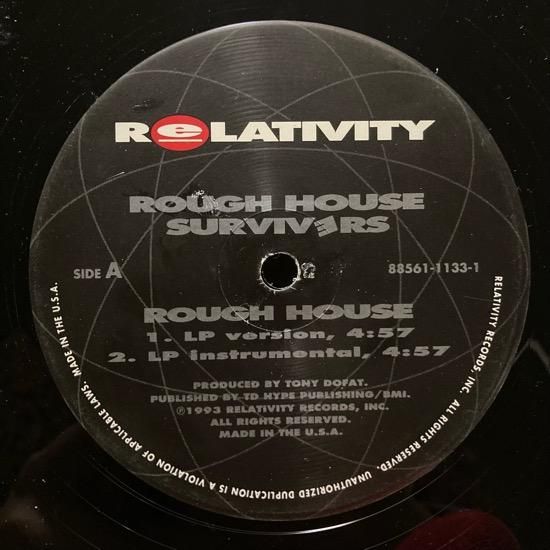 RELATIVITY
ROUGH HOUSE
SURVIVERS
SIDE A
88561-1133-1
ROUGH HOUSE
1. LP version, 4:57
2. LP instrumental, 4:57
PRODUCED BY TONY DOFAT.
PUBLISHED BY TD HYPE PUBLISHING/BMI.
℗1993 RELATIVITY RECORDS, INC.
ALL RIGHTS RESERVED.
MADE IN THE U.S.A.
RELATIVITY RECORDS, INC. ALL RIGHTS RESERVED. UNAUTHORIZED DUPLICATION IS A VIOLATION OF APPLICABLE LAWS. MADE IN THE U.S.A.